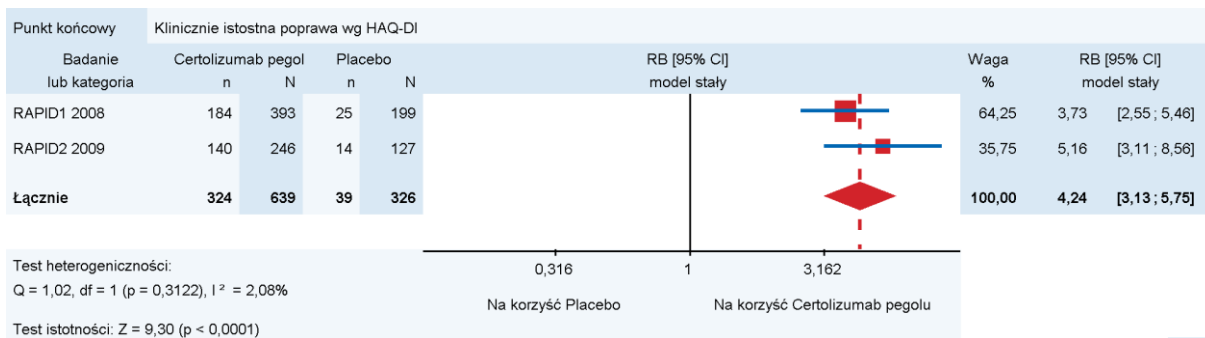 Punkt końcowy Klinicznie istostna poprawa wg HAQ-DI
Badanie Certolizumab pegol Placebo RB [95% CI] Waga RB [95% CI]
lub kategoria n N n N model stały % model stały
RAPID1 2008 184 393 25 199 64,25 3,73 [2,55 ; 5,46]
RAPID2 2009 140 246 14 127 35,75 5,16 [3,11 ; 8,56]
Łącznie 324 639 39 326 100,00 4,24 [3,13 ; 5,75]
Test heterogeniczności: 0,316 1 3,162
Q = 1,02, df = 1 (p = 0,3122), I ² = 2,08%
Na korzyść Placebo Na korzyść Certolizumab pegolu
Test istotności: Z = 9,30 (p < 0,0001)